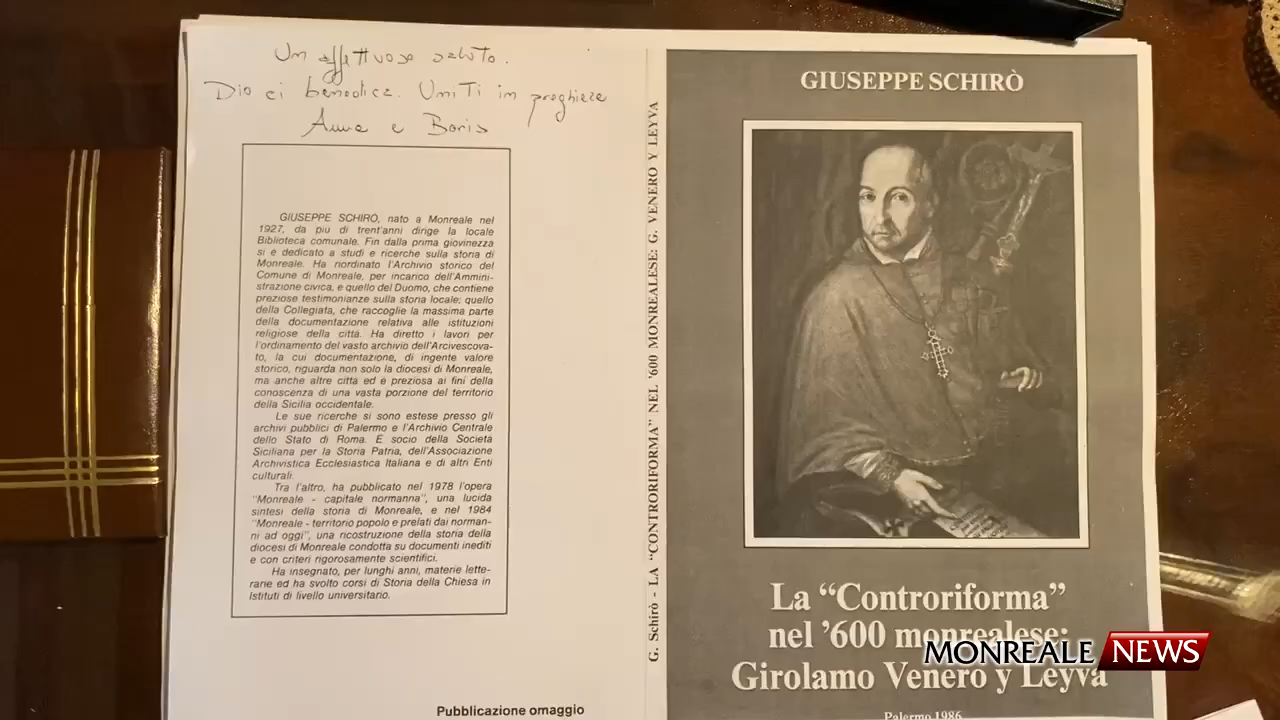 Un affettuoso saluto.
Dio ci benedica. Uniti in preghiera
Anna e Boris
GIUSEPPE SCHIRÒ, nato a Monreale nel
1927, da più di trent'anni dirige la locale
Biblioteca comunale. Fin dalla prima giovinezza
si è dedicato a studi e ricerche sulla storia di
Monreale. Ha riordinato l'Archivio storico del
Comune di Monreale, per incarico dell'Ammini-
strazione civica, e quello del Duomo, che contiene
preziose testimonianze sulla storia locale; quello
della Collegiata, che raccoglie la massima parte
della documentazione relativa alle istituzioni
religiose della città. Ha diretto i lavori per
l'ordinamento del vasto archivio dell'Arcivescova-
to, la cui documentazione, di ingente valore
storico, riguarda non solo la diocesi di Monreale,
ma anche altre città ed è preziosa ai fini della
conoscenza di una vasta porzione del territorio
della Sicilia occidentale.
Le sue ricerche si sono estese presso gli
archivi pubblici di Palermo e l'Archivio Centrale
dello Stato di Roma. È socio della Società
Siciliana per la Storia Patria, dell'Associazione
Archivistica Ecclesiastica Italiana e di altri Enti
culturali.
Tra l'altro, ha pubblicato nel 1978 l'opera
"Monreale - capitale normanna", una lucida
sintesi della storia di Monreale, e nel 1984
"Monreale - territorio popolo e prelati dai norman-
ni ad oggi", una ricostruzione della storia della
diocesi di Monreale condotta su documenti inediti
e con criteri rigorosamente scientifici.
Ha insegnato, per lunghi anni, materie lette-
rarie ed ha svolto corsi di Storia della Chiesa in
Istituti di livello universitario.
Pubblicazione omaggio
G. Schirò - LA "CONTRORIFORMA" NEL '600 MONREALESE: G. VENERO Y LEYVA
GIUSEPPE SCHIRÒ
La “Controriforma”
nel '600 monrealese:
Girolamo Venero y Leyva
Palermo 1986
MONREALE NEWS